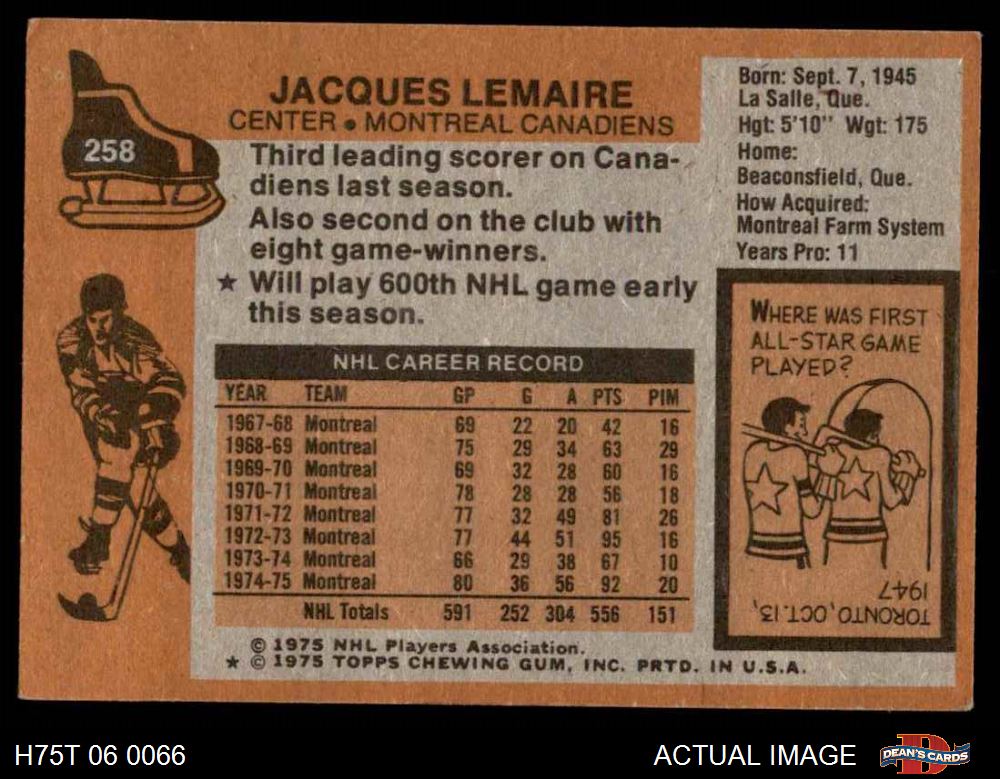 258
JACQUES LEMAIRE
CENTER • MONTREAL CANADIENS
Third leading scorer on Cana-
diens last season.
Also second on the club with
eight game-winners.
★ Will play 600th NHL game early
this season.
Born: Sept. 7, 1945
La Salle, Que.
Hgt: 5'10" Wgt: 175
Home:
Beaconsfield, Que.
How Acquired:
Montreal Farm System
Years Pro: 11
WHERE WAS FIRST
ALL-STAR GAME
PLAYED?
TORONTO, OCT. 13,
1947
NHL CAREER RECORD
YEAR TEAM GP G A PTS PIM
1967-68 Montreal 69 22 20 42 16
1968-69 Montreal 75 29 34 63 29
1969-70 Montreal 69 32 28 60 16
1970-71 Montreal 78 28 28 56 18
1971-72 Montreal 77 32 49 81 26
1972-73 Montreal 77 44 51 95 16
1973-74 Montreal 66 29 38 67 10
1974-75 Montreal 80 36 56 92 20
NHL Totals 591 252 304 556 151
© 1975 NHL Players Association.
★ © 1975 TOPPS CHEWING GUM, INC. PRTD. IN U.S.A.
H75T 06 0066
ACTUAL IMAGE
DEAN'S CARDS